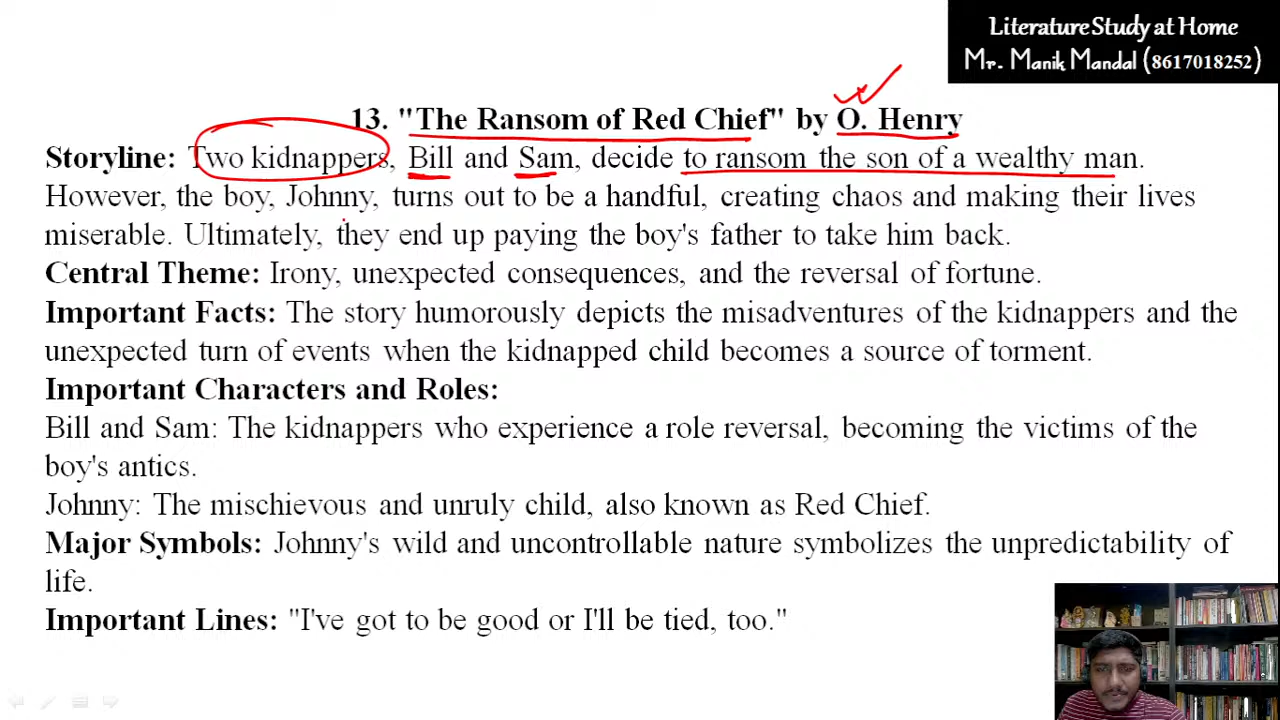 Literature Study at Home
Mr. Manik Mandal (8617018252)
13. "The Ransom of Red Chief" by O. Henry
Storyline: Two kidnappers, Bill and Sam, decide to ransom the son of a wealthy man.
However, the boy, Johnny, turns out to be a handful, creating chaos and making their lives
miserable. Ultimately, they end up paying the boy's father to take him back.
Central Theme: Irony, unexpected consequences, and the reversal of fortune.
Important Facts: The story humorously depicts the misadventures of the kidnappers and the
unexpected turn of events when the kidnapped child becomes a source of torment.
Important Characters and Roles:
Bill and Sam: The kidnappers who experience a role reversal, becoming the victims of the
boy's antics.
Johnny: The mischievous and unruly child, also known as Red Chief.
Major Symbols: Johnny's wild and uncontrollable nature symbolizes the unpredictability of
life.
Important Lines: "I've got to be good or I'll be tied, too."